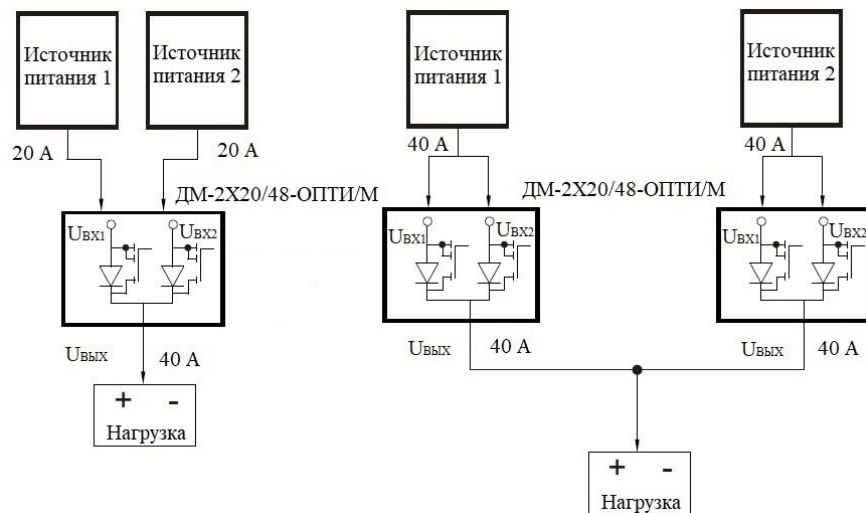 Источник
питания 1
Источник
питания 2
20 А
20 А
ДМ-2Х20/48-ОПТИ/М
UВХ1
UВХ2
UВЫХ
40 А
+ -
Нагрузка
Источник
питания 1
Источник
питания 2
40 А
40 А
ДМ-2Х20/48-ОПТИ/М
UВХ1
UВХ2
UВХ1
UВХ2
UВЫХ
40 А
UВЫХ
40 А
+ -
Нагрузка